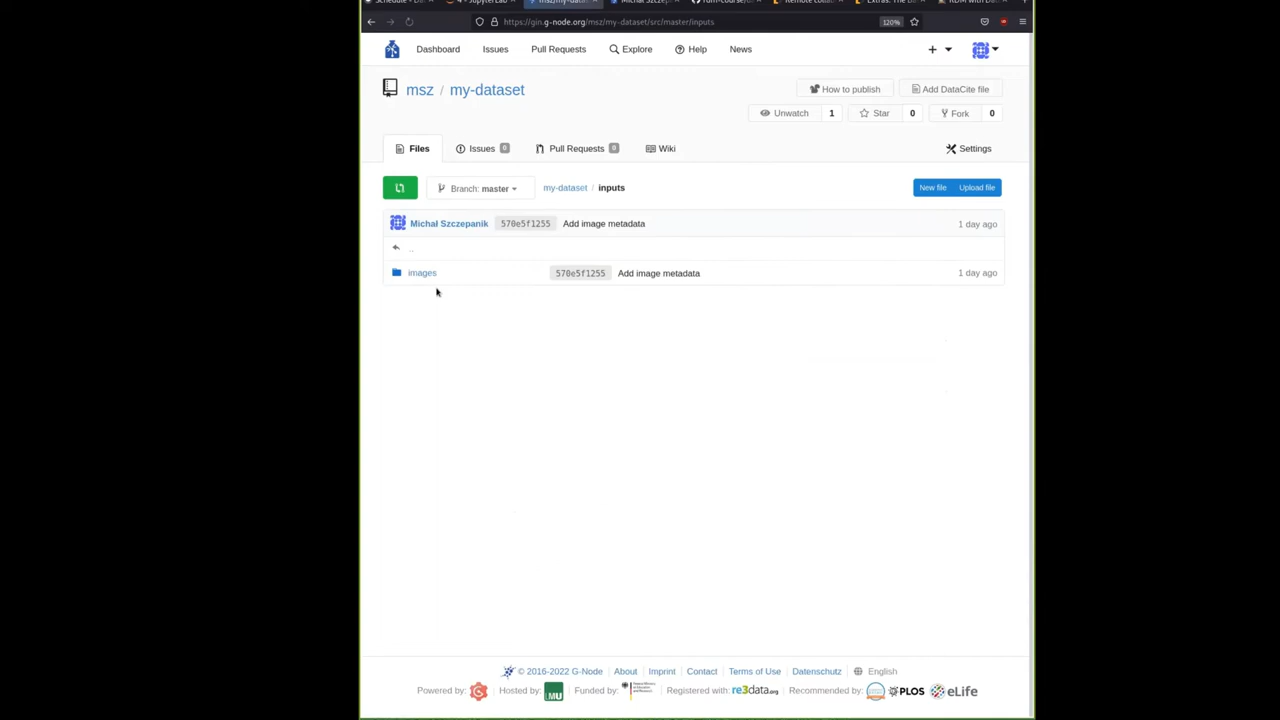 https://gin.g-node.org/msz/my-dataset/src/master/inputs 120%
Dashboard Issues Pull Requests Explore Help News
msz / my-dataset
How to publish Add DataCite file
Unwatch 1 Star 0 Fork 0
Files Issues 0 Pull Requests 0 Wiki Settings
Branch: master my-dataset / inputs New file Upload file
Michał Szczepanik 570e5f1255 Add image metadata 1 day ago
..
images 570e5f1255 Add image metadata 1 day ago
© 2016-2022 G-Node About Imprint Contact Terms of Use Datenschutz English
Powered by: Hosted by: LMU Funded by: Registered with: re3data.org Recommended by: PLOS eLife